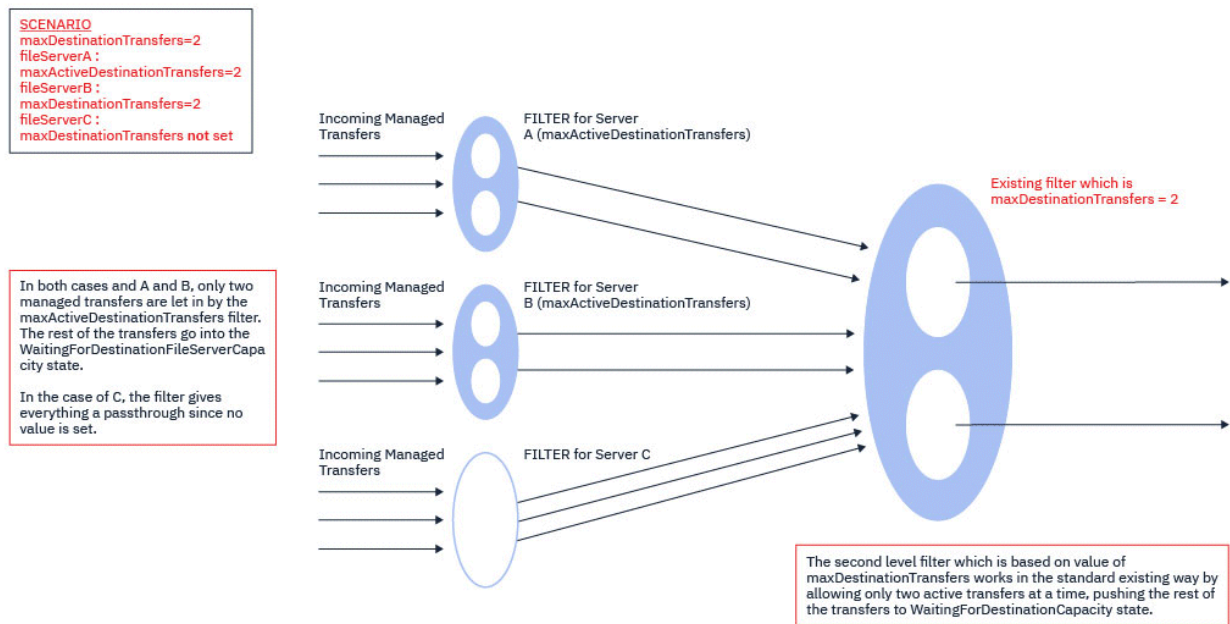 SCENARIO
maxDestinationTransfers=2
fileServerA :
maxActiveDestinationTransfers=2
fileServerB :
maxDestinationTransfers=2
fileServerC :
maxDestinationTransfers not set
Incoming Managed
Transfers
FILTER for Server
A (maxActiveDestinationTransfers)
Existing filter which is
maxDestinationTransfers = 2
In both cases and A and B, only two
managed transfers are let in by the
maxActiveDestinationTransfers filter.
The rest of the transfers go into the
WaitingForDestinationFileServerCapa
city state.
In the case of C, the filter gives
everything a passthrough since no
value is set.
Incoming Managed
Transfers
FILTER for Server
B (maxActiveDestinationTransfers)
Incoming Managed
Transfers
FILTER for Server C
The second level filter which is based on value of
maxDestinationTransfers works in the standard existing way by
allowing only two active transfers at a time, pushing the rest of
the transfers to WaitingForDestinationCapacity state.